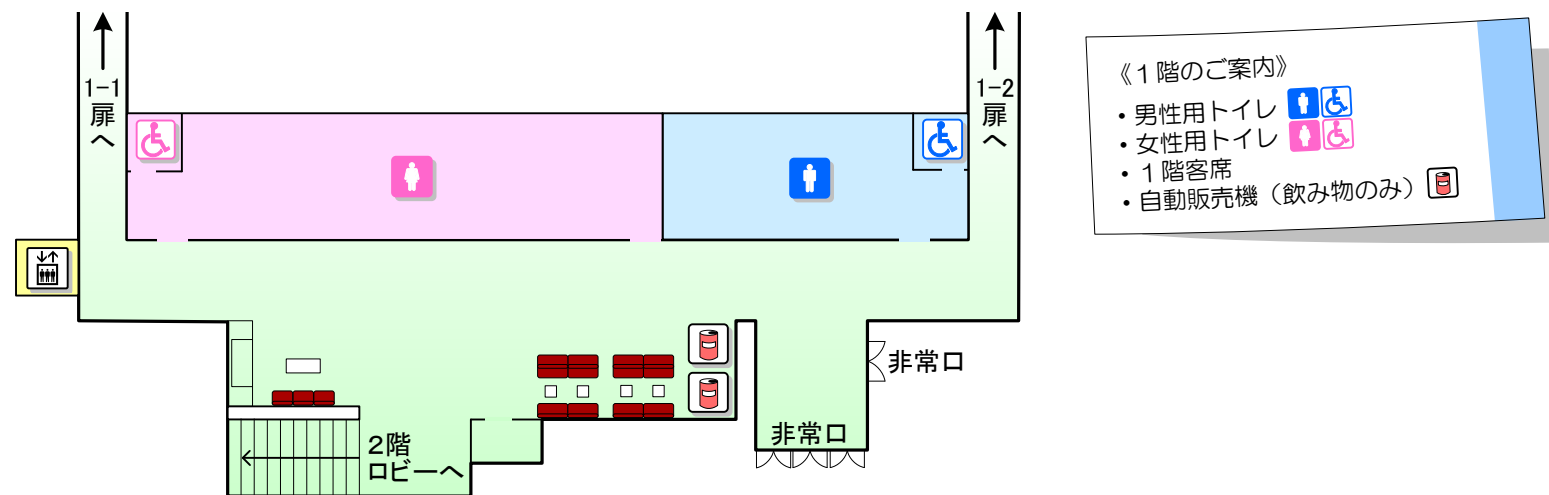 1-1
扉
へ
1-2
扉
へ
《1階のご案内》
・男性用トイレ
・女性用トイレ
・1階客席
・自動販売機（飲み物のみ）
非常口
非常口
2階
ロビーへ